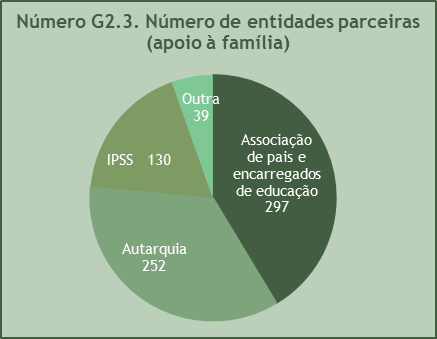 Número G2.3. Número de entidades parceiras
(apoio à família)
Outra
39
Associação
de pais e
encarregados
de educação
297
IPSS 130
Autarquia
252